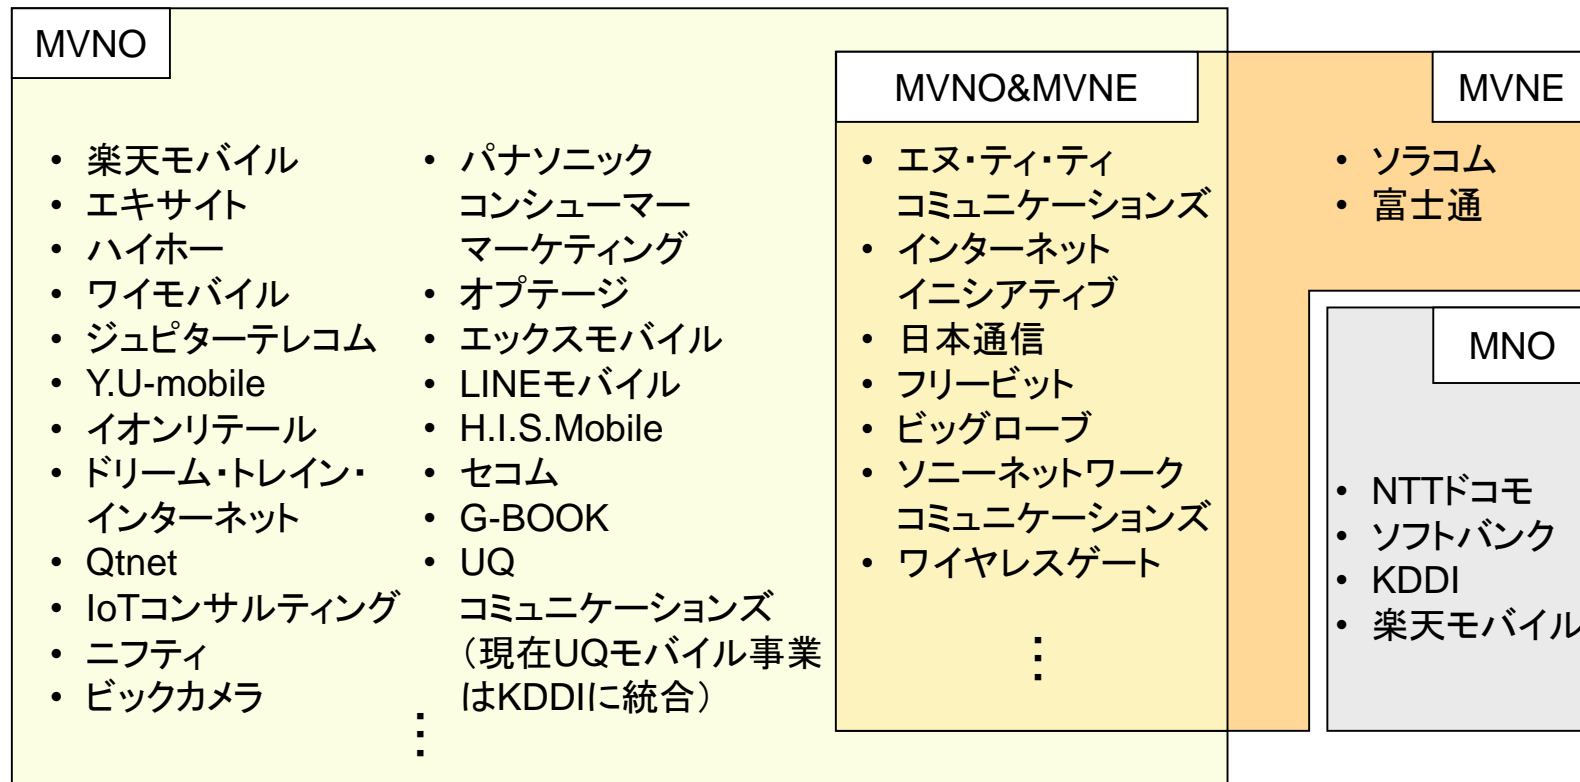 MVNO
• 楽天モバイル
• エキサイト
• ハイホー
• ワイモバイル
• ジュピターテレコム
• Y.U-mobile
• イオンリテール
• ドリーム・トレイン・
インターネット
• Qtnet
• IoTコンサルティング
• ニフティ
• ビックカメラ
• パナソニック
コンシューマー
マーケティング
• オプテージ
• エックスモバイル
• LINEモバイル
• H.I.S.Mobile
• セコム
• G-BOOK
• UQ
コミュニケーションズ
（現在UQモバイル事業
はKDDIに統合）
⋮
MVNO&MVNE
• エヌ・ティ・ティ
コミュニケーションズ
• インターネット
イニシアティブ
• 日本通信
• フリービット
• ビッグローブ
• ソニーネットワーク
コミュニケーションズ
• ワイヤレスゲート
⋮
MVNE
• ソラコム
• 富士通
MNO
• NTTドコモ
• ソフトバンク
• KDDI
• 楽天モバイル